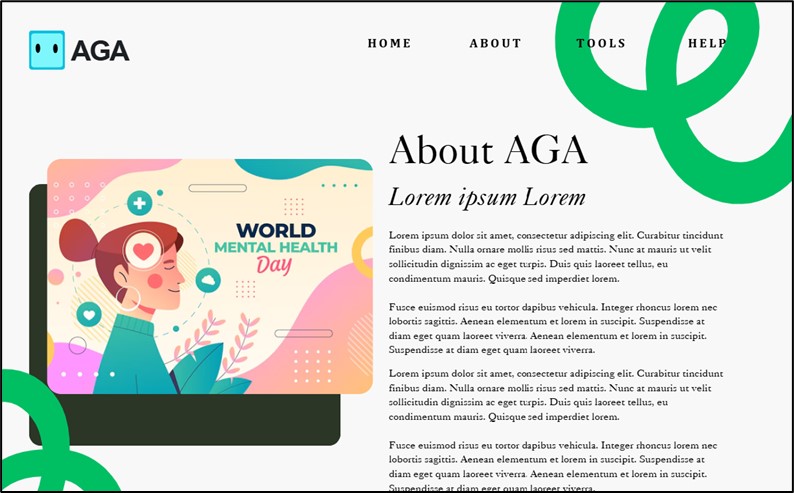 AGA
HOME ABOUT TOOLS HELP
About AGA
Lorem ipsum Lorem
WORLD
MENTAL HEALTH
Day
Lorem ipsum dolor sit amet, consectetur adipiscing elit. Curabitur tincidunt
finibus diam. Nulla ornare mollis risus sed mattis. Nunc at mauris ut velit
sollicitudin dignissim ac eget turpis. Duis quis laoreet tellus, eu
condimentum mauris. Quisque sed imperdiet lorem.
Fusce euismod risus eu tortor dapibus vehicula. Integer rhoncus lorem nec
lobortis sagittis. Aenean elementum et lorem in suscipit. Suspendisse at
diam eget quam laoreet viverra. Aenean elementum et lorem in suscipit.
Suspendisse at diam eget quam laoreet viverra.
Lorem ipsum dolor sit amet, consectetur adipiscing elit. Curabitur tincidunt
finibus diam. Nulla ornare mollis risus sed mattis. Nunc at mauris ut velit
sollicitudin dignissim ac eget turpis. Duis quis laoreet tellus, eu
condimentum mauris. Quisque sed imperdiet lorem.
Fusce euismod risus eu tortor dapibus vehicula. Integer rhoncus lorem nec
lobortis sagittis. Aenean elementum et lorem in suscipit. Suspendisse at
diam eget quam laoreet viverra. Aenean elementum et lorem in suscipit.
Suspendisse at diam eget quam laoreet viverra.